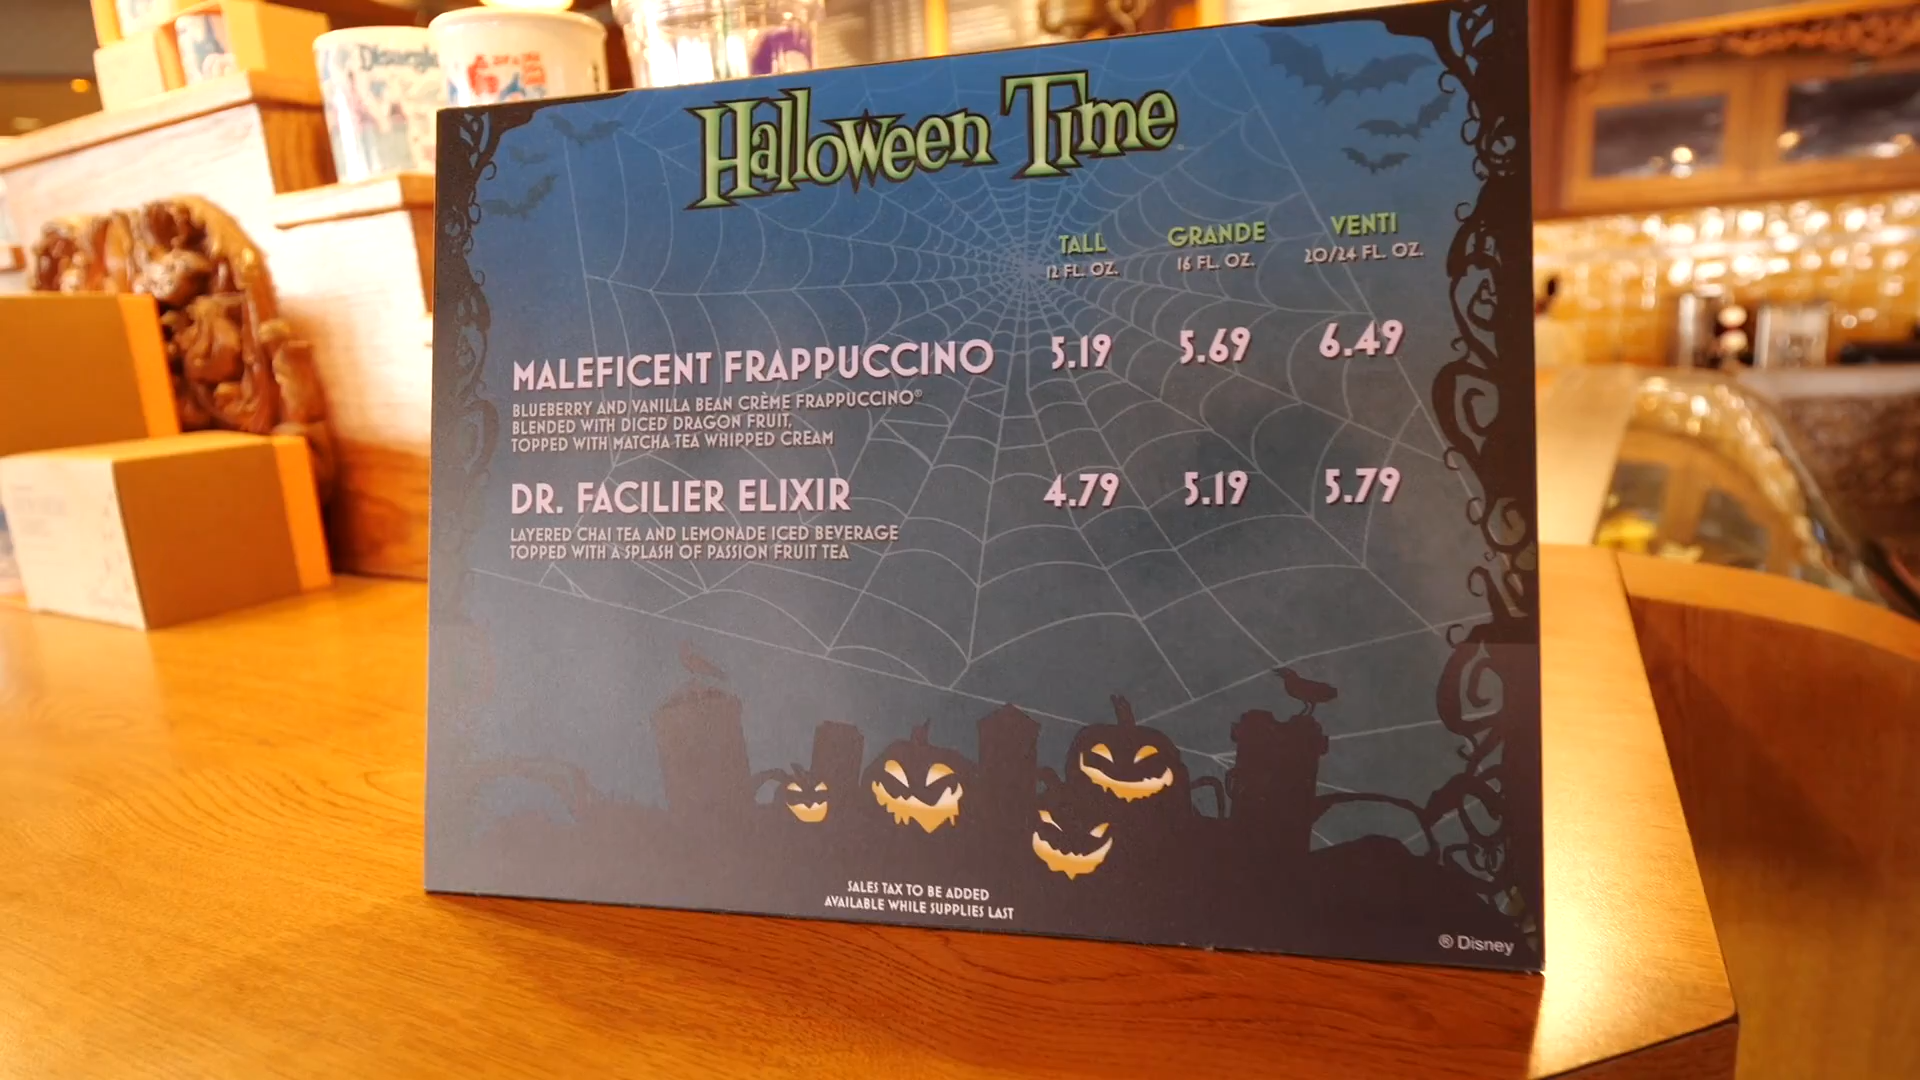 Disneyla
Halloween Time
TALL GRANDE VENTI
12 FL. OZ. 16 FL. OZ. 20/24 FL. OZ.
MALEFICENT FRAPPUCCINO 5.19 5.69 6.49
BLUEBERRY AND VANILLA BEAN CRÈME FRAPPUCCINO®
BLENDED WITH DICED DRAGON FRUIT,
TOPPED WITH MATCHA TEA WHIPPED CREAM
DR. FACILIER ELIXIR 4.79 5.19 5.79
LAYERED CHAI TEA AND LEMONADE ICED BEVERAGE
TOPPED WITH A SPLASH OF PASSION FRUIT TEA
SALES TAX TO BE ADDED
AVAILABLE WHILE SUPPLIES LAST
® Disney